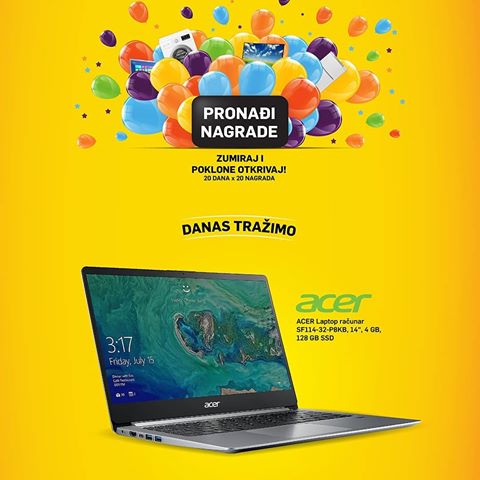 PRONAĐI
NAGRADE
ZUMIRAJ I
POKLONE OTKRIVAJ!
20 DANA x 20 NAGRADA
DANAS TRAŽIMO
acer
ACER Laptop računar
SF114-32-P8KB, 14", 4 GB,
128 GB SSD
3:17
Friday, July 15
acer